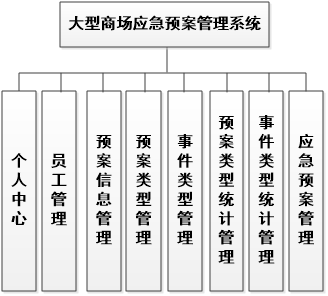 大型商场应急预案管理系统
个人中心
员工管理
预案信息管理
预案类型管理
事件类型管理
预案类型统计管理
事件类型统计管理
应急预案管理